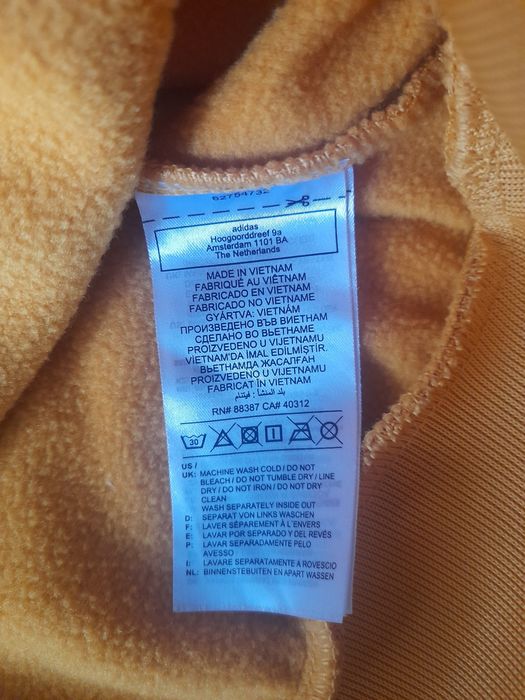 62754732
adidas
Hoogoorddreef 9a
Amsterdam 1101 BA
The Netherlands
MADE IN VIETNAM
FABRIQUÉ AU VIÊTNAM
FABRICADO EN VIETNAM
FABRICADO NO VIETNAME
GYÁRTVA: VIETNÁM
ПРОИЗВЕДЕНО ВЪВ ВИЕТНАМ
СДЕЛАНО ВО ВЬЕТНАМЕ
PROIZVEDENO U VIJETNAMU
VİETNAM'DA İMAL EDİLMİŞTİR.
ВЬЕТНАМДА ЖАСАЛҒАН
PROIZVEDENO U VIJETNAMU
FABRICAT ÎN VIETNAM
بلد المنشأ : فيتنام
RN# 88387 CA# 40312
30
US /
UK: MACHINE WASH COLD / DO NOT
BLEACH / DO NOT TUMBLE DRY / LINE
DRY / DO NOT IRON / DO NOT DRY
CLEAN
WASH SEPARATELY INSIDE OUT
D: SEPARAT VON LINKS WASCHEN
F: LAVER SÉPARÉMENT À L'ENVERS
E: LAVAR POR SEPARADO Y DEL REVÉS
P: LAVAR SEPARADAMENTE PELO
AVESSO
I: LAVARE SEPARATAMENTE A ROVESCIO
NL: BINNENSTEBUITEN EN APART WASSEN